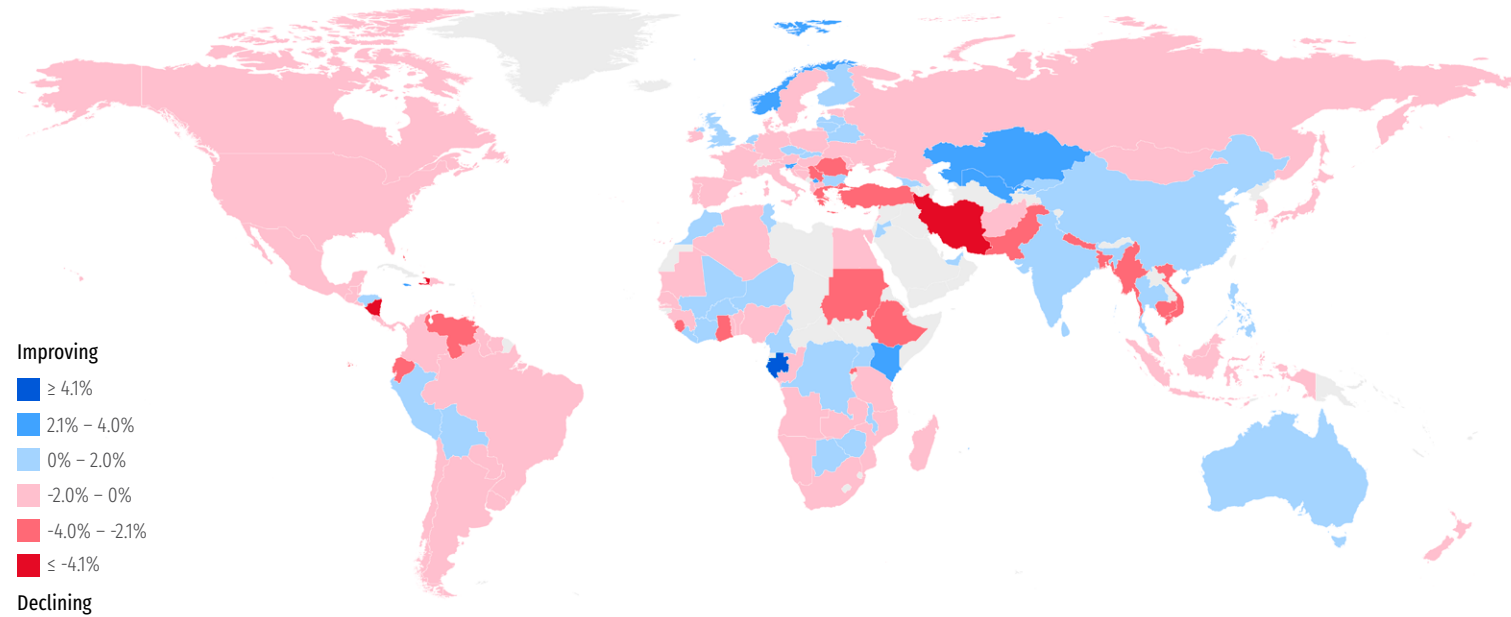 Improving
≥ 4.1%
2.1% – 4.0%
0% – 2.0%
-2.0% – 0%
-4.0% – -2.1%
≤ -4.1%
Declining